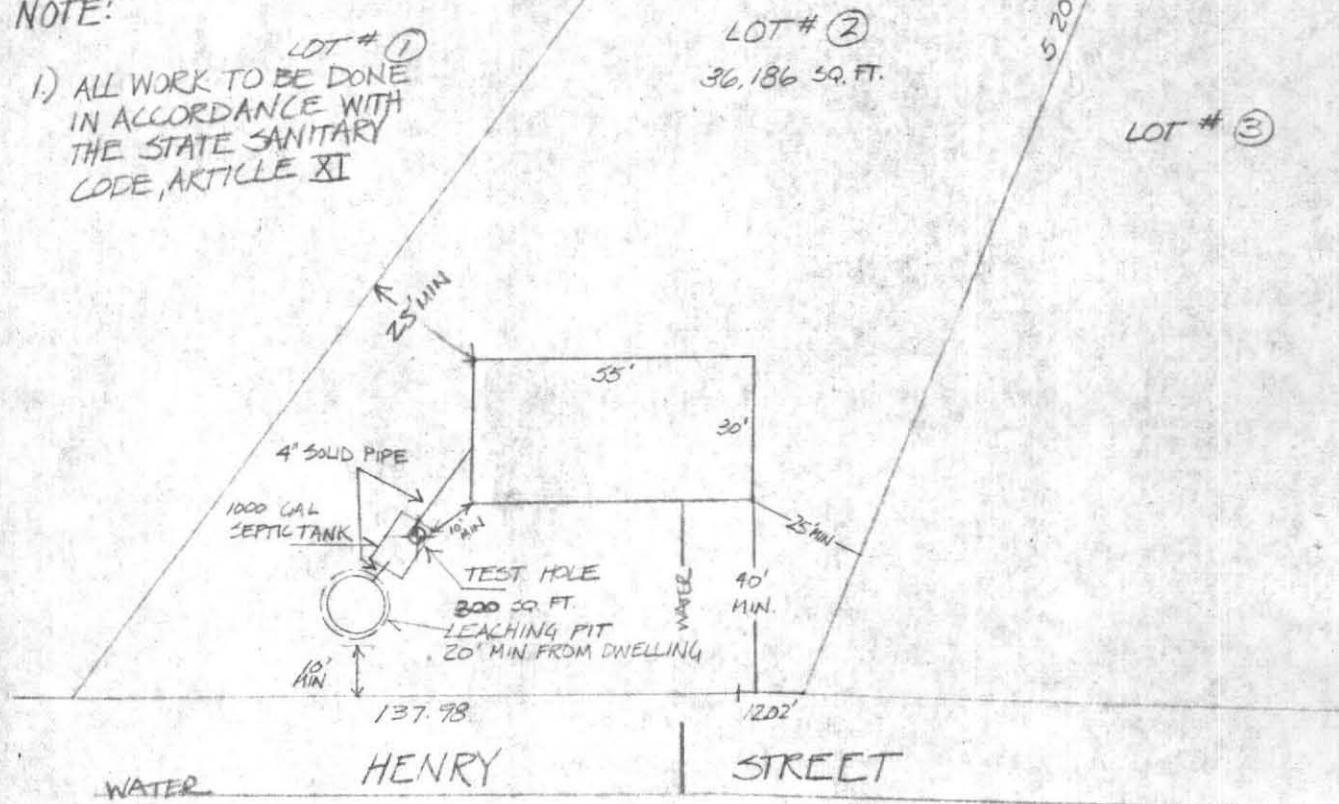 NOTE:
LOT # 1
1.) ALL WORK TO BE DONE
IN ACCORDANCE WITH
THE STATE SANITARY
CODE, ARTICLE XI
LOT # 2
36,186 SQ. FT.
S 20
LOT # 3
25' MIN
55'
30'
4" SOLID PIPE
1000 GAL
SEPTIC TANK
10'
MIN
25' MIN
TEST HOLE
300 SQ. FT.
LEACHING PIT
20' MIN FROM DWELLING
WATER
40'
MIN.
10'
MIN
137.98
12.02'
HENRY STREET
WATER